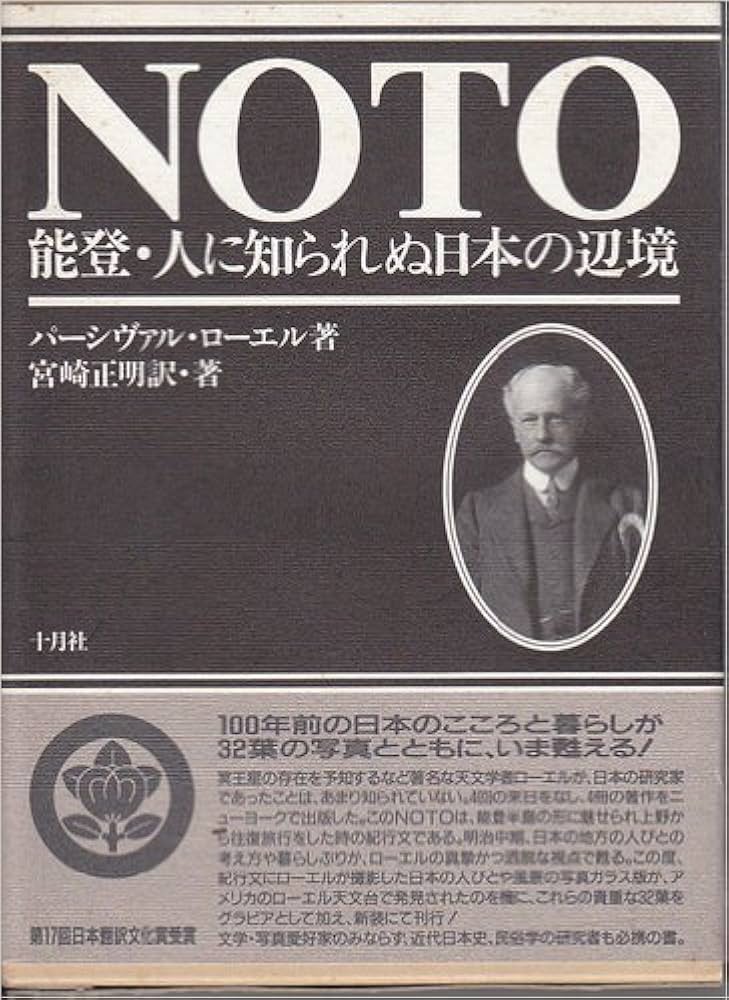 NOTO
能登・人に知られぬ日本の辺境
パーシヴァル・ローエル著
宮崎正明訳・著
十月社
100年前の日本のこころと暮らしが
32葉の写真とともに、いま甦える!
冥王星の存在を予知するなど著名な天文学者ローエルが、日本の研究家
であったことは、あまり知られていない。4回の来日をなし、4冊の著作をニ
ューヨークで出版した。このNOTOは、能登半島の形に魅せられ上野か
ら往復旅行をした時の紀行文である。明治中期、日本の地方の人びとの
考え方や暮らしぶりが、ローエルの真摯かつ洒脱な視点で甦る。この度、
紀行文にローエルが撮影した日本の人びとや風景の写真ガラス版が、ア
メリカのローエル天文台で発見されたのを機に、これらの貴重な32葉を
グラビアとして加え、新装にて刊行!
文学・写真愛好家のみならず、近代日本史、民俗学の研究者も必携の書。
第17回日本翻訳文化賞受賞